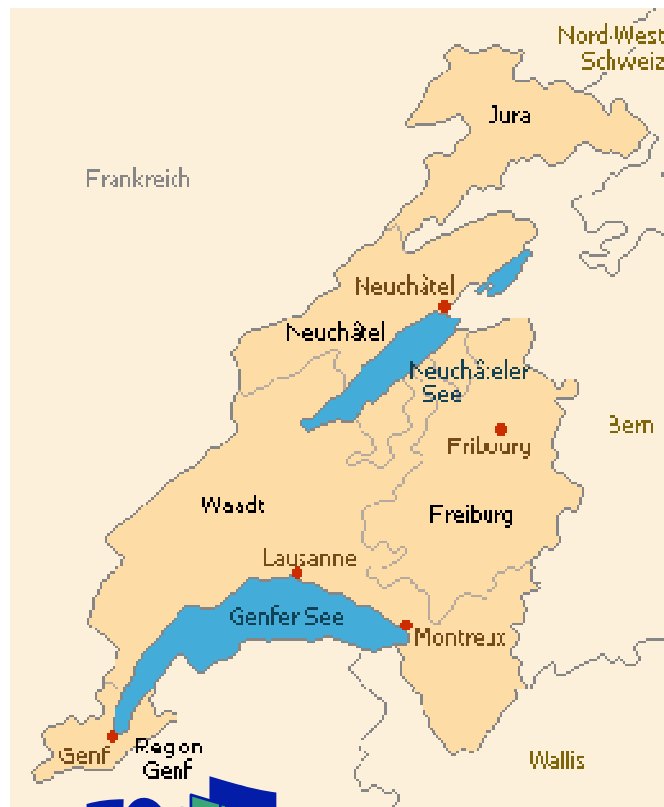 Nord-West
Schweiz
Jura
Frankreich
Neuchâtel
Neuchâtel
Neuchâteler
See
Bern
Fribourg
Waadt
Freiburg
Lausanne
Genfer See
Montreux
Genf
Region
Genf
Wallis